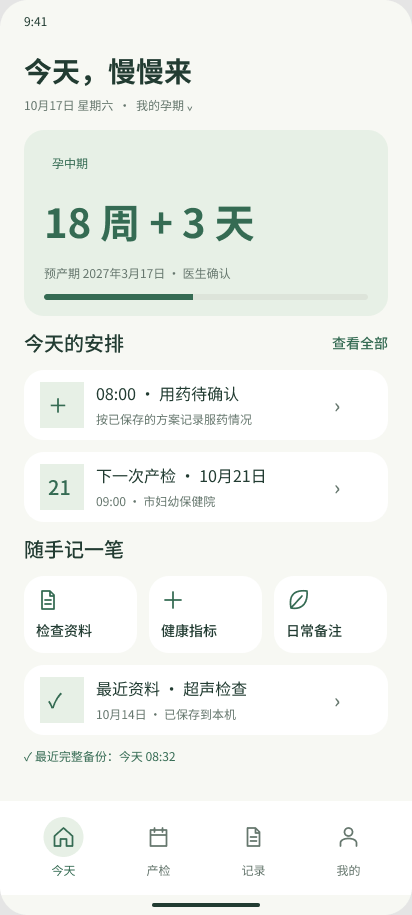 9:41
今天，慢慢来
10月17日 星期六 · 我的孕期
孕中期
18 周 + 3 天
预产期 2027年3月17日 · 医生确认
今天的安排
查看全部
08:00 · 用药待确认
按已保存的方案记录服药情况
21
下一次产检 · 10月21日
09:00 · 市妇幼保健院
随手记一笔
检查资料
健康指标
日常备注
最近资料 · 超声检查
10月14日 · 已保存到本机
✓ 最近完整备份：今天 08:32
今天
产检
记录
我的